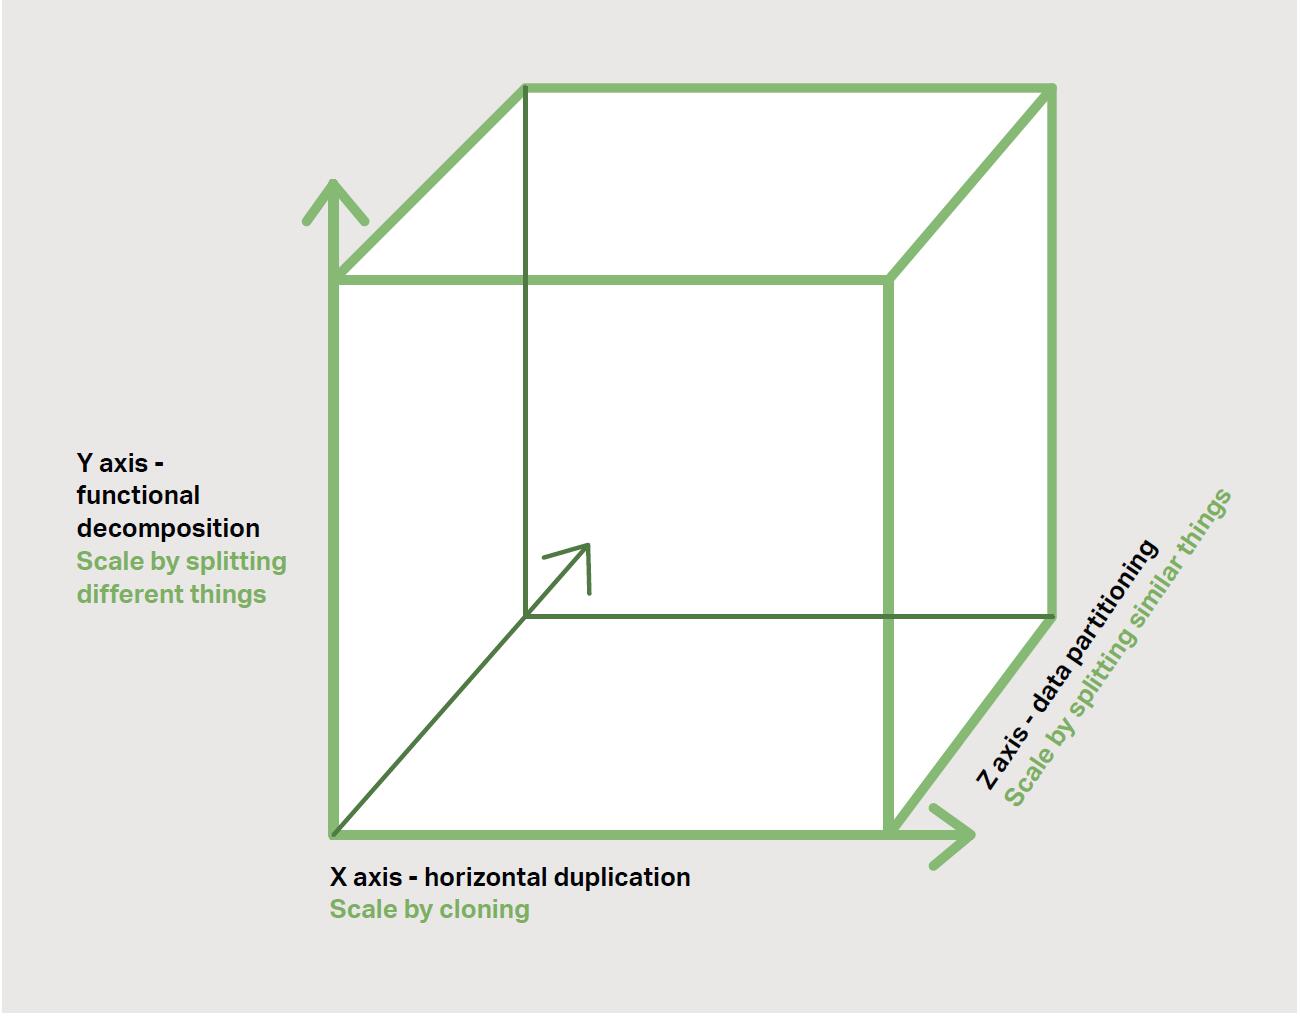 Y axis -
functional
decomposition
Scale by splitting
different things
Z axis - data partitioning
Scale by splitting similar things
X axis - horizontal duplication
Scale by cloning